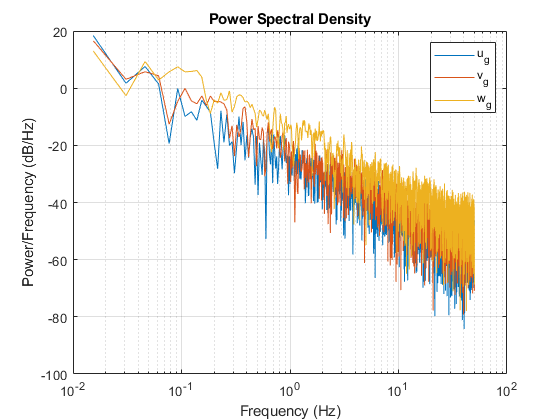 Power Spectral Density
Power/Frequency (dB/Hz)
20
0
-20
-40
-60
-80
-100
u_g
v_g
w_g
10^-2
10^-1
10^0
10^1
10^2
Frequency (Hz)